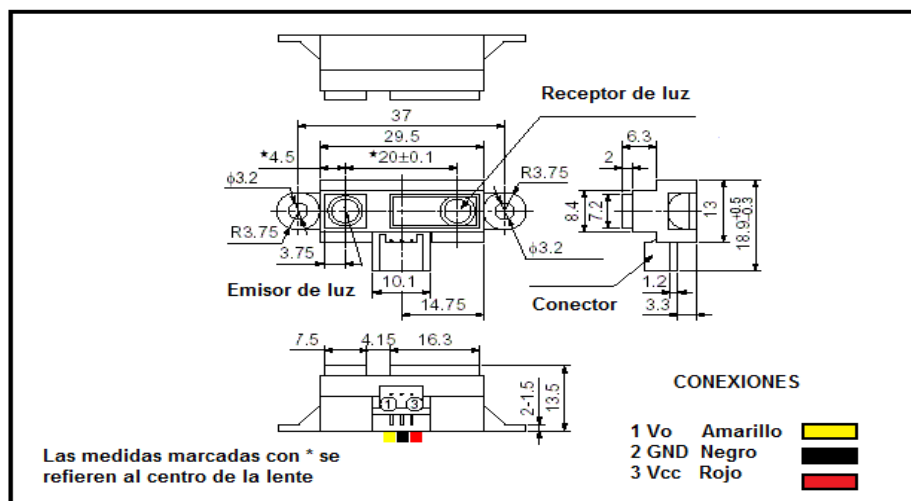 Receptor de luz
37
29.5
*4.5
*20±0.1
R3.75
ϕ3.2
R3.75
3.75
ϕ3.2
Emisor de luz
10.1
14.75
6.3
2
8.4
7.2
13
18.9+0.5-0.3
Conector
1.2
3.3
7.5
4.15
16.3
1
3
2-1.5
13.5
CONEXIONES
1 Vo Amarillo
2 GND Negro
3 Vcc Rojo
Las medidas marcadas con * se
refieren al centro de la lente